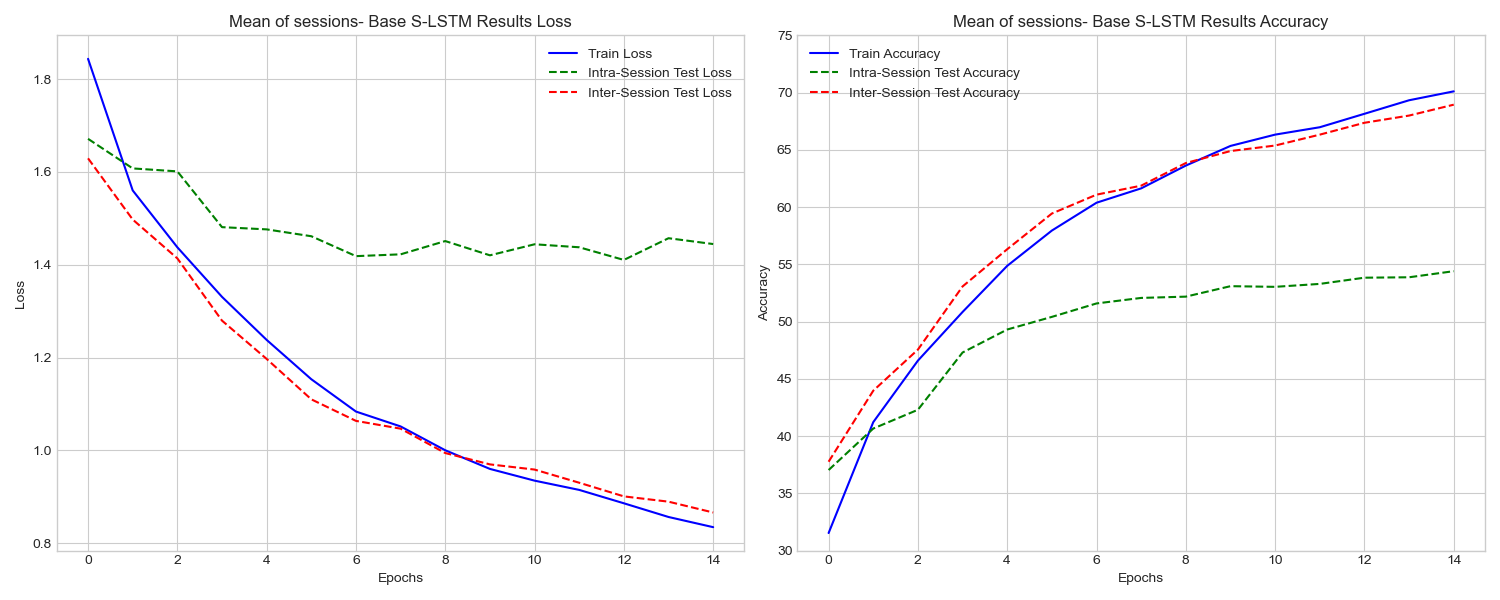 Mean of sessions- Base S-LSTM Results Loss
Train Loss
Intra-Session Test Loss
Inter-Session Test Loss
1.8
1.6
1.4
1.2
1.0
0.8
Loss
0 2 4 6 8 10 12 14
Epochs
Mean of sessions- Base S-LSTM Results Accuracy
Train Accuracy
Intra-Session Test Accuracy
Inter-Session Test Accuracy
75
70
65
60
55
50
45
40
35
30
Accuracy
0 2 4 6 8 10 12 14
Epochs